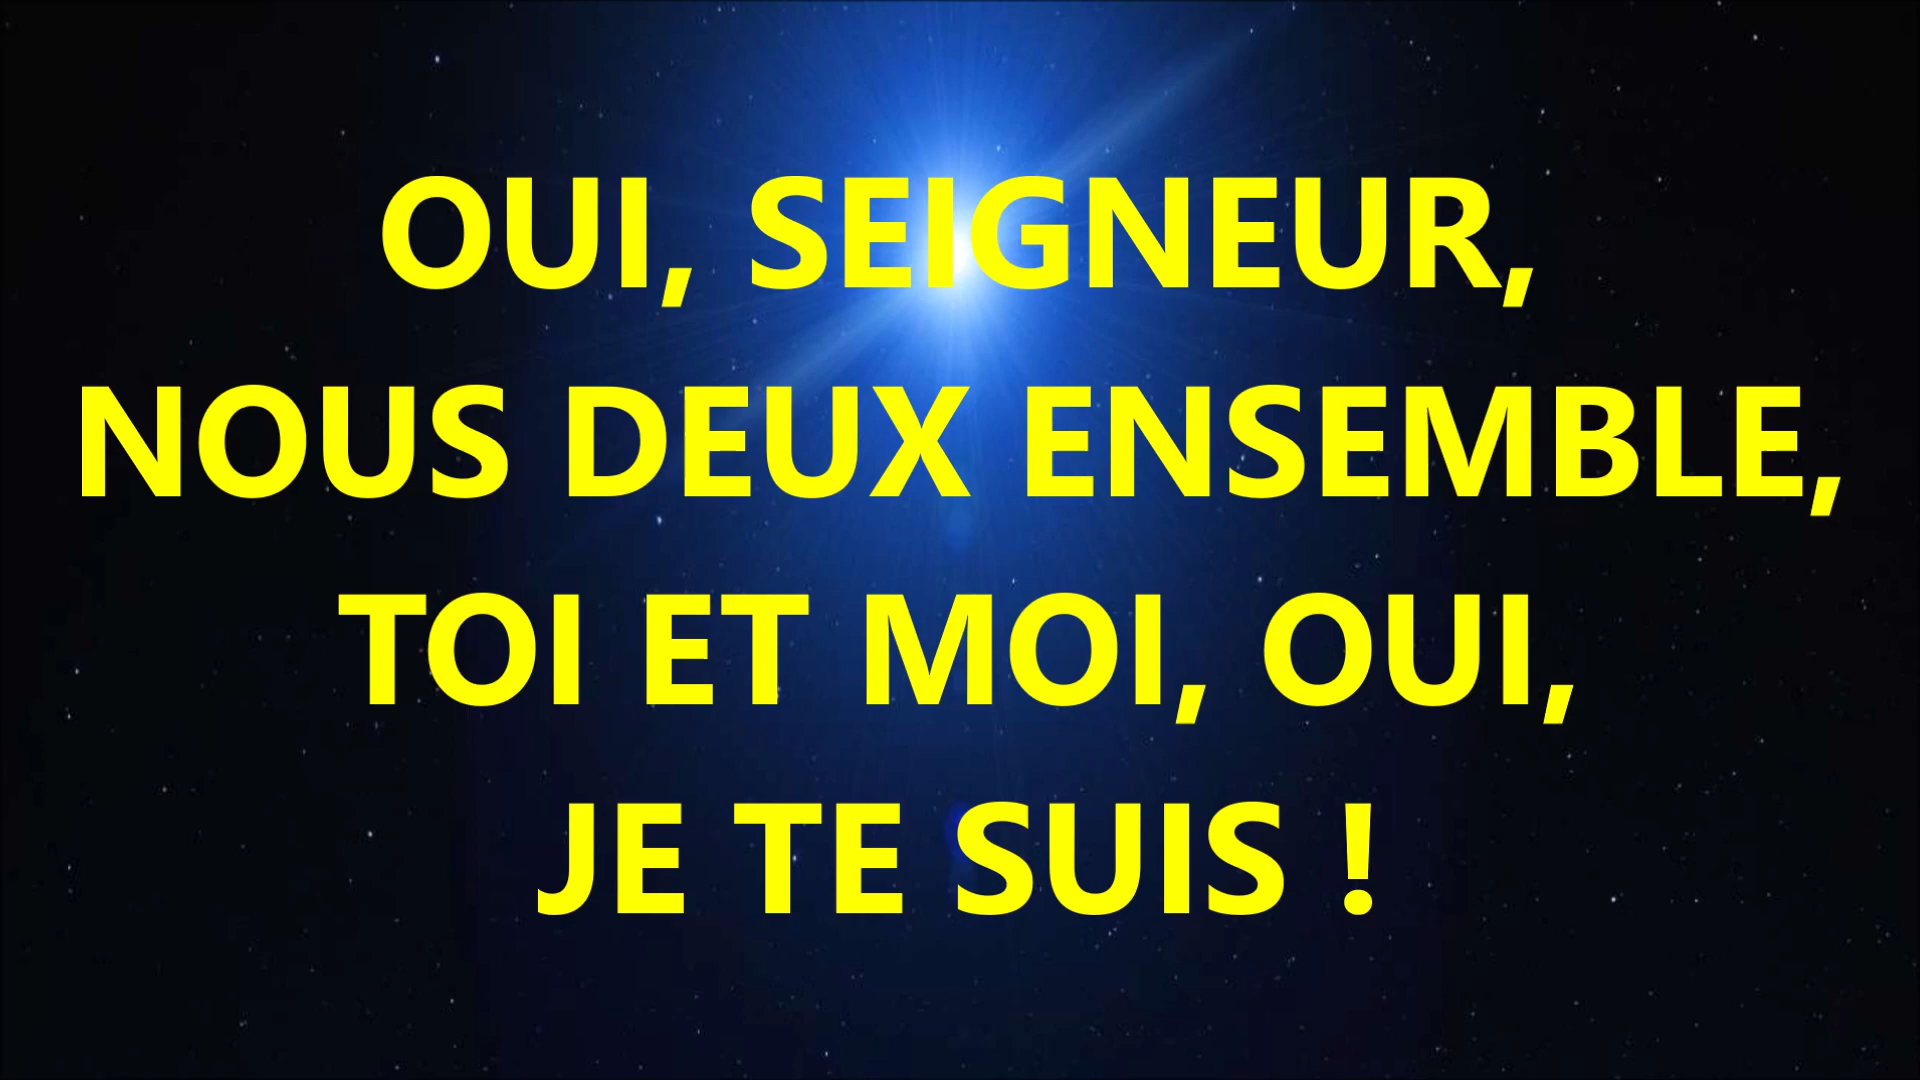 OUI, SEIGNEUR,
NOUS DEUX ENSEMBLE,
TOI ET MOI, OUI,
JE TE SUIS !